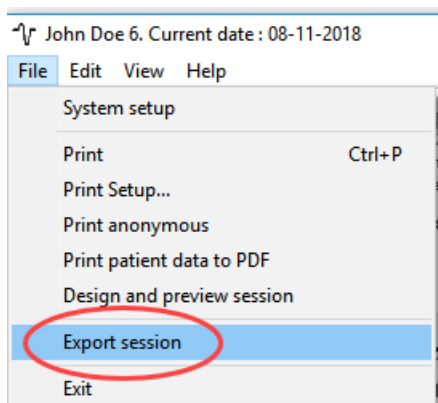 John Doe 6. Current date : 08-11-2018
File Edit View Help
System setup
Print Ctrl+P
Print Setup...
Print anonymous
Print patient data to PDF
Design and preview session
Export session
Exit